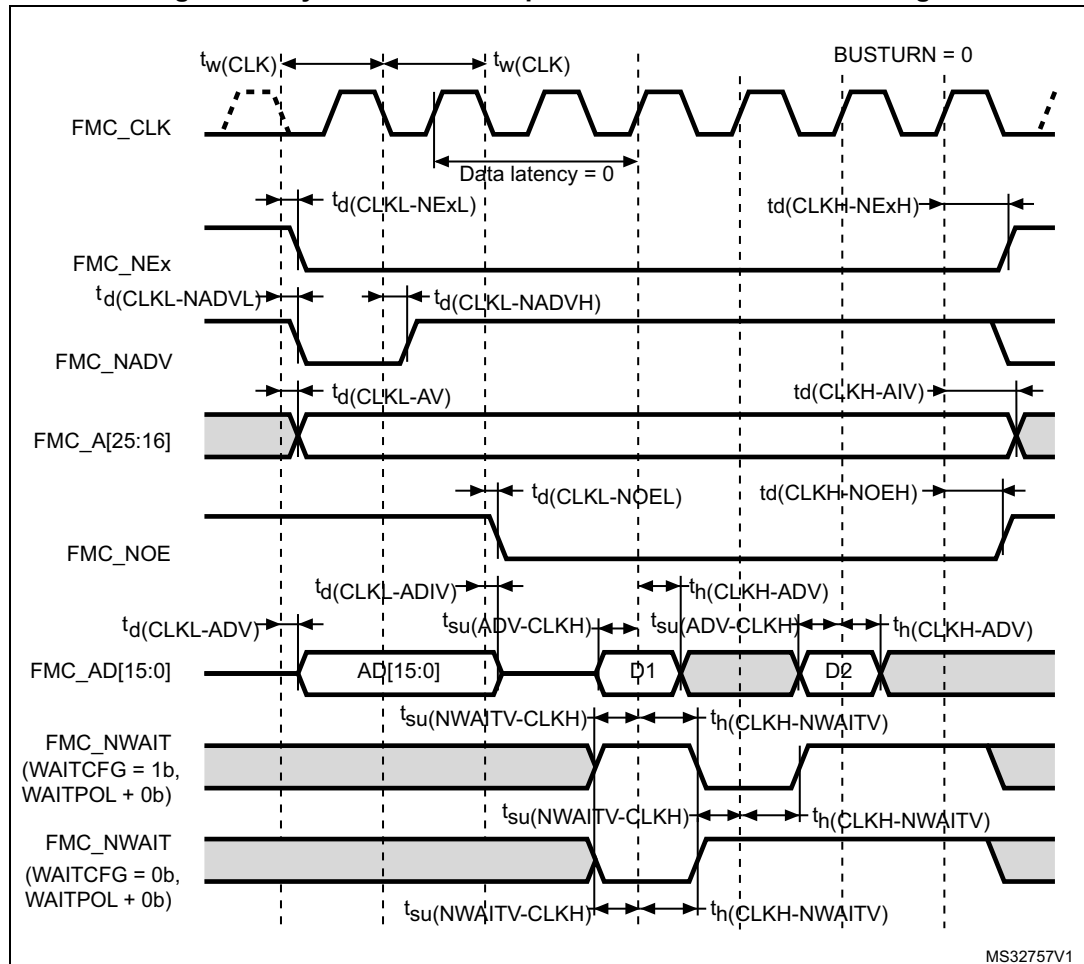 tw(CLK) tw(CLK) BUSTURN = 0
FMC_CLK
Data latency = 0
td(CLKL-NExL) td(CLKH-NExH)
FMC_NEx
td(CLKL-NADVL) td(CLKL-NADVH)
FMC_NADV
td(CLKL-AV) td(CLKH-AIV)
FMC_A[25:16]
td(CLKL-NOEL) td(CLKH-NOEH)
FMC_NOE
td(CLKL-ADIV) th(CLKH-ADV)
td(CLKL-ADV) tsu(ADV-CLKH) tsu(ADV-CLKH) th(CLKH-ADV)
FMC_AD[15:0] AD[15:0] D1 D2
tsu(NWAITV-CLKH) th(CLKH-NWAITV)
FMC_NWAIT
(WAITCFG = 1b,
WAITPOL + 0b)
tsu(NWAITV-CLKH) th(CLKH-NWAITV)
FMC_NWAIT
(WAITCFG = 0b,
WAITPOL + 0b)
tsu(NWAITV-CLKH) th(CLKH-NWAITV)
MS32757V1